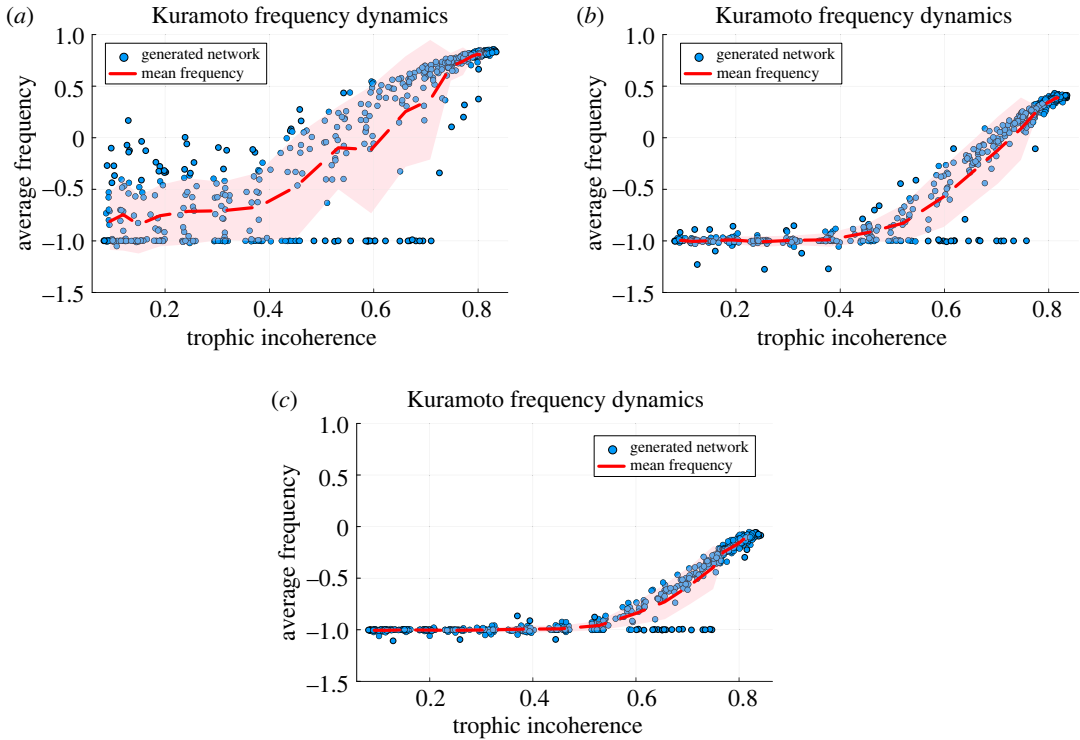 (a) Kuramoto frequency dynamics
1.0
0.5
0
−0.5
−1.0
−1.5
average frequency
generated network
mean frequency
0.2 0.4 0.6 0.8
trophic incoherence
(b) Kuramoto frequency dynamics
1.0
0.5
0
−0.5
−1.0
−1.5
average frequency
generated network
mean frequency
0.2 0.4 0.6 0.8
trophic incoherence
(c) Kuramoto frequency dynamics
1.0
0.5
0
−0.5
−1.0
−1.5
average frequency
generated network
mean frequency
0.2 0.4 0.6 0.8
trophic incoherence